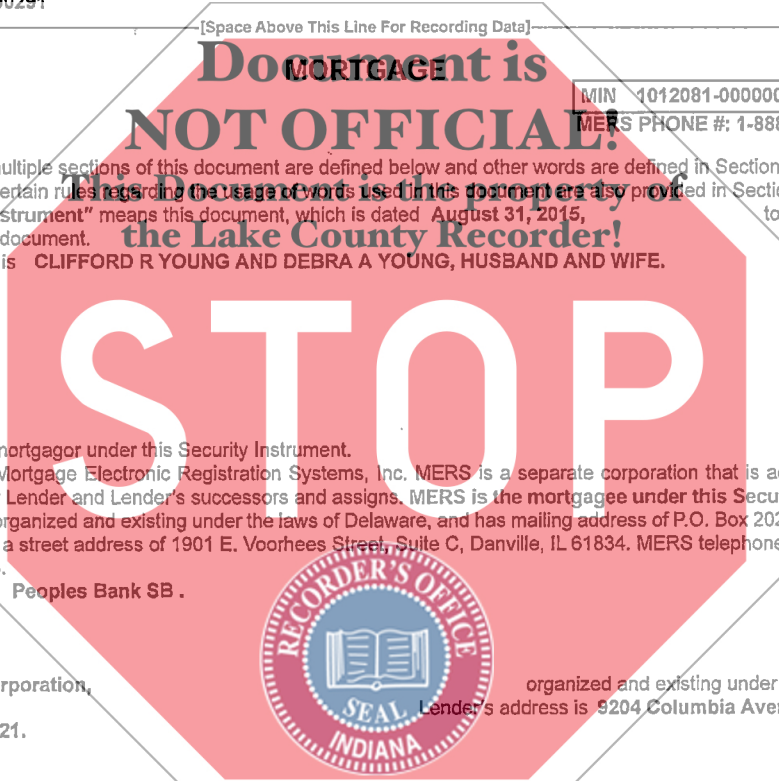 00291
[Space Above This Line For Recording Data]
Document is
MORTGAGE
MIN 1012081-000000
NOT OFFICIAL!
MERS PHONE #: 1-888
ultiple sections of this document are defined below and other words are defined in Section
ertain rules regarding the usage of words used in this document are also provided in Secti
This Document is the property of
strument” means this document, which is dated August 31, 2015, to
document.
the Lake County Recorder!
is CLIFFORD R YOUNG AND DEBRA A YOUNG, HUSBAND AND WIFE.
STOP
mortgagor under this Security Instrument.
Mortgage Electronic Registration Systems, Inc. MERS is a separate corporation that is a
Lender and Lender's successors and assigns. MERS is the mortgagee under this Secu
organized and existing under the laws of Delaware, and has mailing address of P.O. Box 202
a street address of 1901 E. Voorhees Street, Suite C, Danville, IL 61834. MERS telephone
Peoples Bank SB .
RECORDER'S OFFICE
SEAL
INDIANA
rporation, organized and existing under
Lender's address is 9204 Columbia Ave
21.